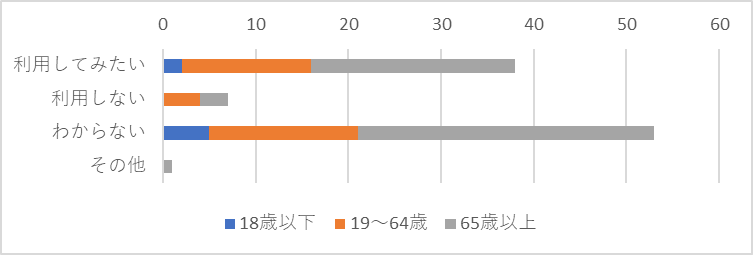 0 10 20 30 40 50 60
利用してみたい
利用しない
わからない
その他
18歳以下 19～64歳 65歳以上